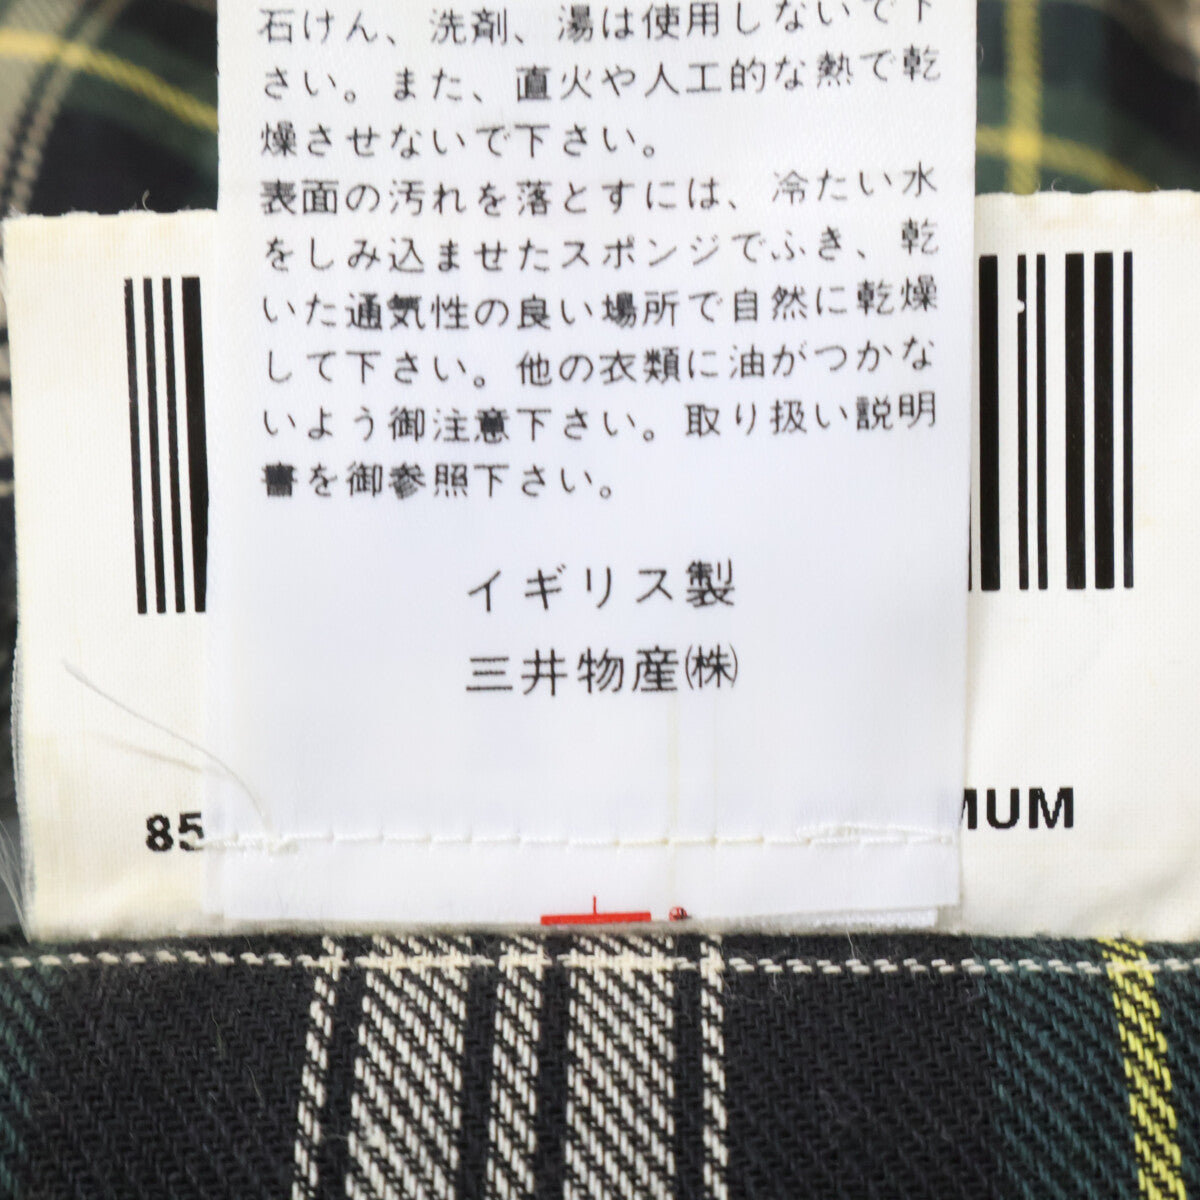 石けん、洗剤、湯は使用しないで下
さい。また、直火や人工的な熱で乾
燥させないで下さい。
表面の汚れを落とすには、冷たい水
をしみ込ませたスポンジでふき、乾
いた通気性の良い場所で自然に乾燥
して下さい。他の衣類に油がつかな
いよう御注意下さい。取り扱い説明
書を御参照下さい。
イギリス製
三井物産㈱
85